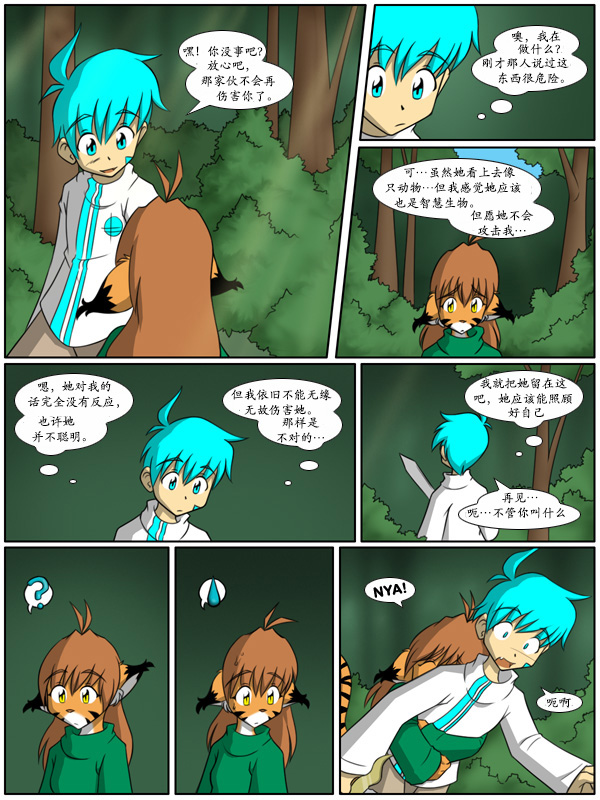 嘿！你没事吧？
放心吧，
那家伙不会再
伤害你了。
噢，我在
做什么？
刚才那人说过这
东西很危险。
可…虽然她看上去像
只动物…但我感觉她应该
也是智慧生物。
但愿她不会
攻击我…
嗯，她对我的
话完全没有反应，
也许她
并不聪明。
但我依旧不能无缘
无故伤害她。
那样是
不对的…
我就把她留在这
吧，她应该能照顾
好自己
再见…
呃…不管你叫什么
?
NYA!
呃啊